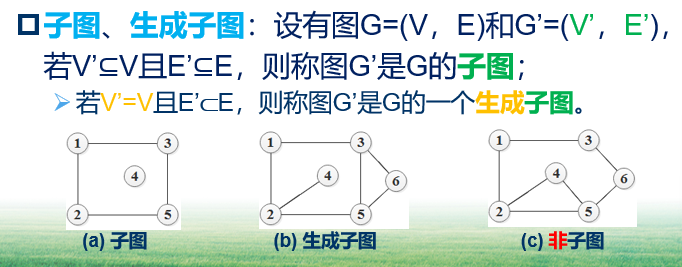 子图、生成子图：设有图G=(V，E)和G’=(V’，E’)，
若V’⊆V且E’⊆E，则称图G’是G的子图；
若V’=V且E’⊂E，则称图G’是G的一个生成子图。
1 3 4 2 5
1 3 4 6 2 5
1 3 4 6 2 5
(a) 子图
(b) 生成子图
(c) 非子图